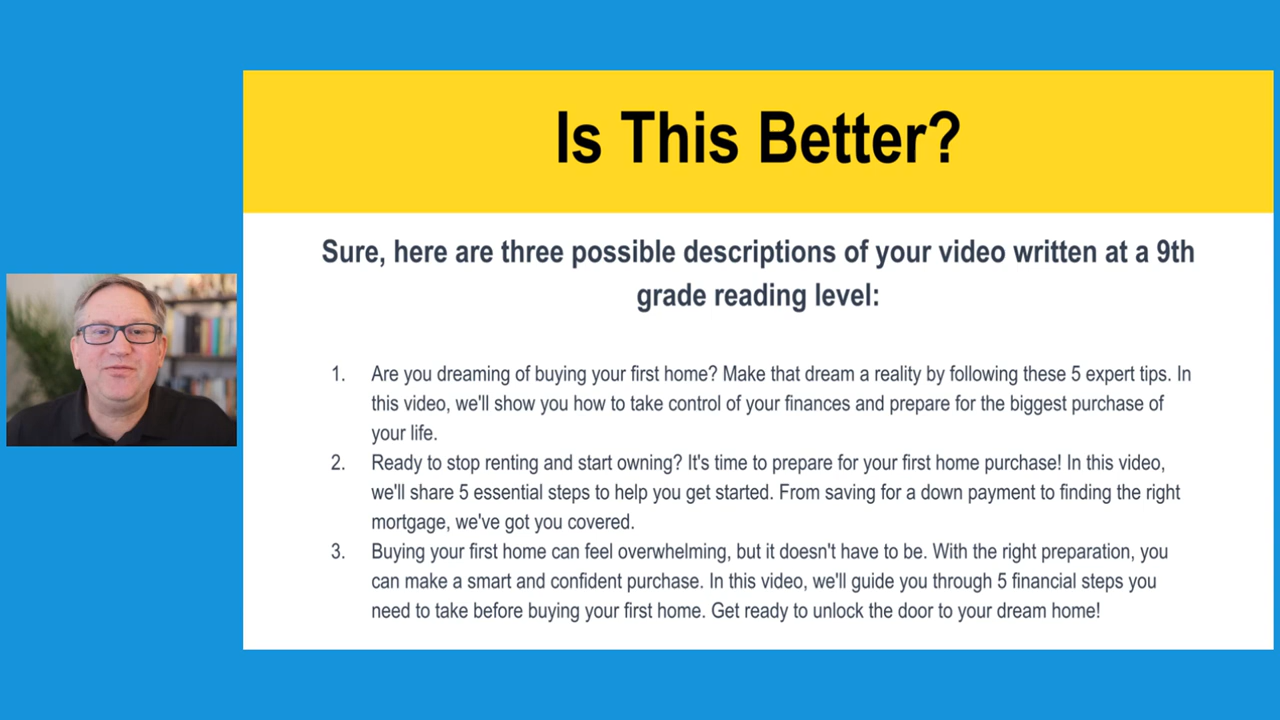 Is This Better?
Sure, here are three possible descriptions of your video written at a 9th
grade reading level:
1. Are you dreaming of buying your first home? Make that dream a reality by following these 5 expert tips. In
this video, we'll show you how to take control of your finances and prepare for the biggest purchase of
your life.
2. Ready to stop renting and start owning? It's time to prepare for your first home purchase! In this video,
we'll share 5 essential steps to help you get started. From saving for a down payment to finding the right
mortgage, we've got you covered.
3. Buying your first home can feel overwhelming, but it doesn't have to be. With the right preparation, you
can make a smart and confident purchase. In this video, we'll guide you through 5 financial steps you
need to take before buying your first home. Get ready to unlock the door to your dream home!